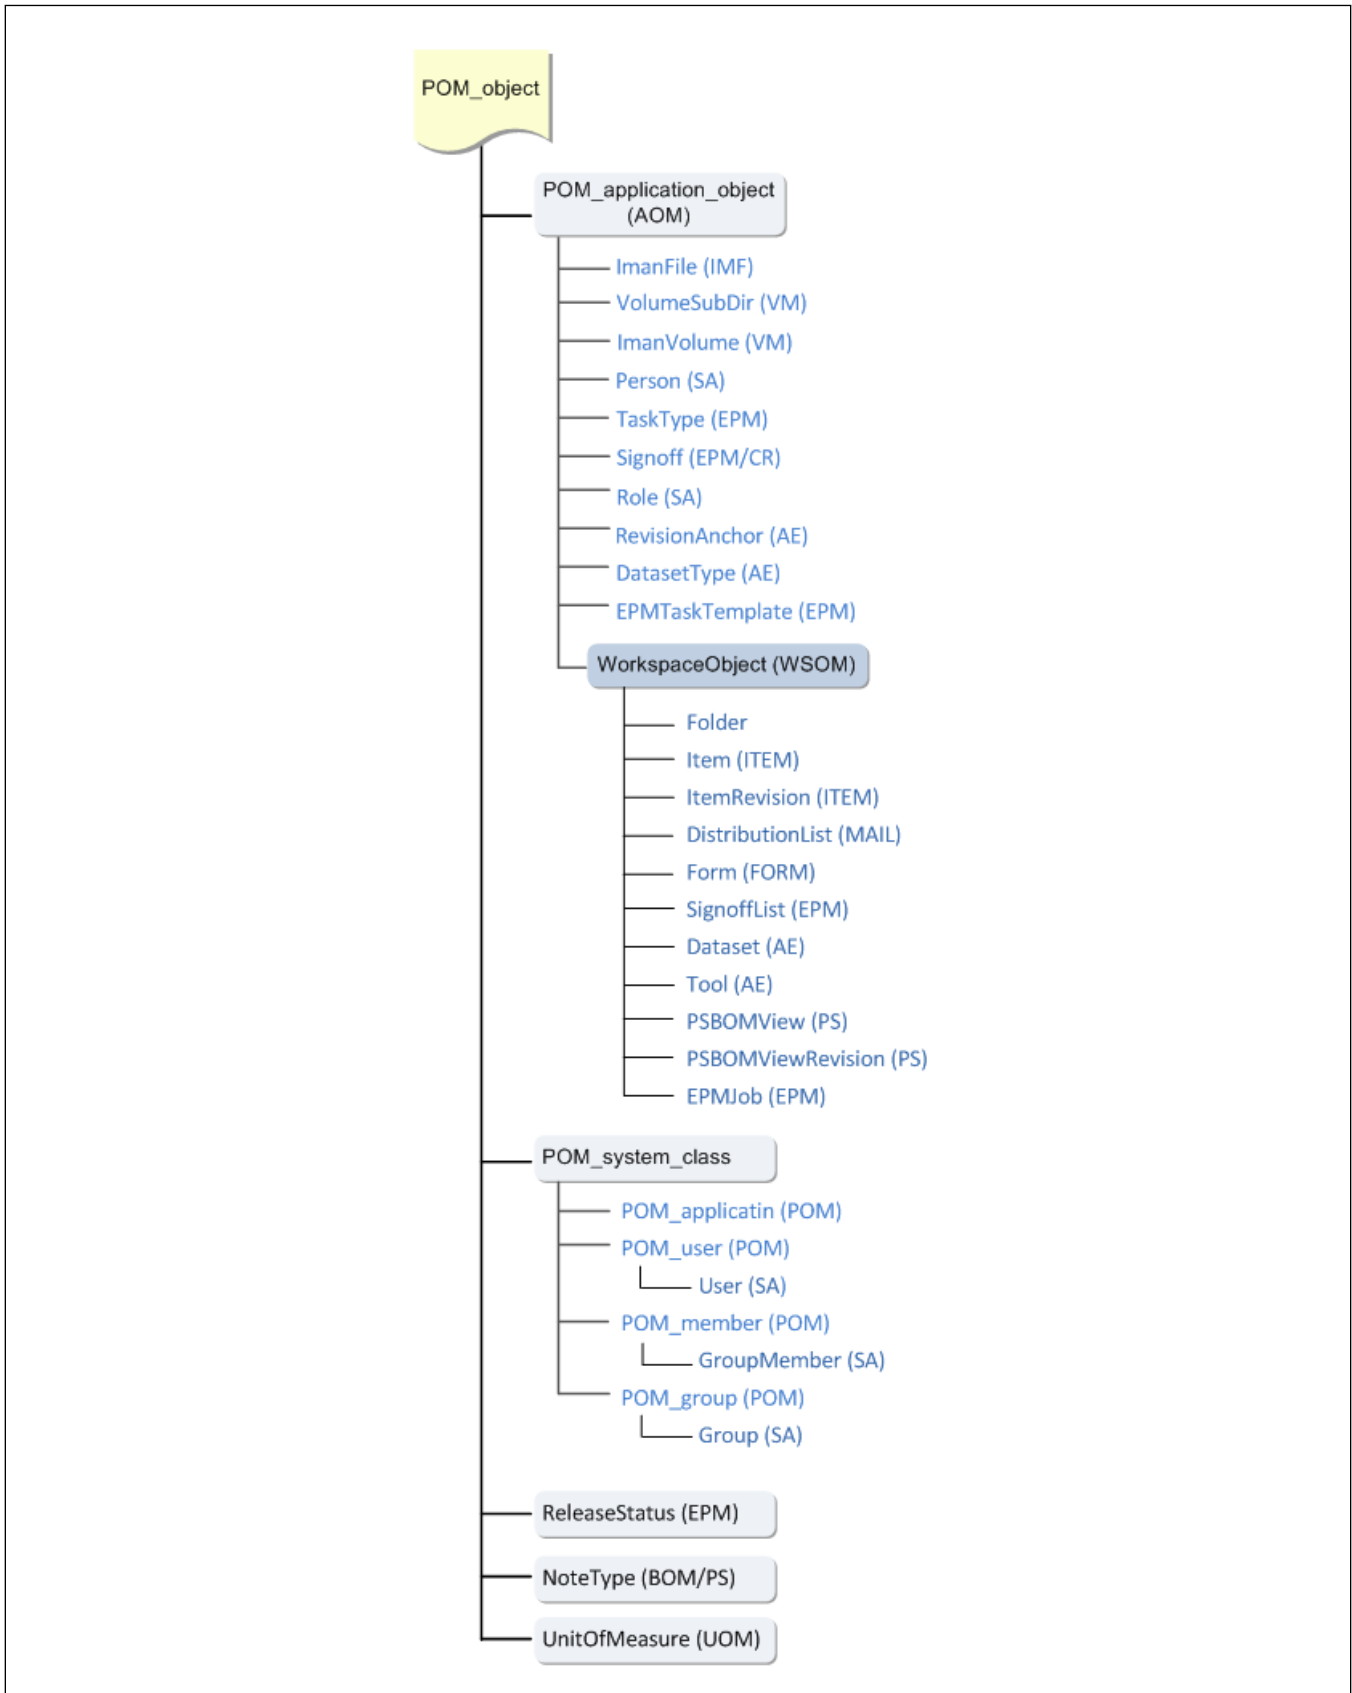 POM_object
POM_application_object
(AOM)
ImanFile (IMF)
VolumeSubDir (VM)
ImanVolume (VM)
Person (SA)
TaskType (EPM)
Signoff (EPM/CR)
Role (SA)
RevisionAnchor (AE)
DatasetType (AE)
EPMTaskTemplate (EPM)
WorkspaceObject (WSOM)
Folder
Item (ITEM)
ItemRevision (ITEM)
DistributionList (MAIL)
Form (FORM)
SignoffList (EPM)
Dataset (AE)
Tool (AE)
PSBOMView (PS)
PSBOMViewRevision (PS)
EPMJob (EPM)
POM_system_class
POM_applicatin (POM)
POM_user (POM)
User (SA)
POM_member (POM)
GroupMember (SA)
POM_group (POM)
Group (SA)
ReleaseStatus (EPM)
NoteType (BOM/PS)
UnitOfMeasure (UOM)